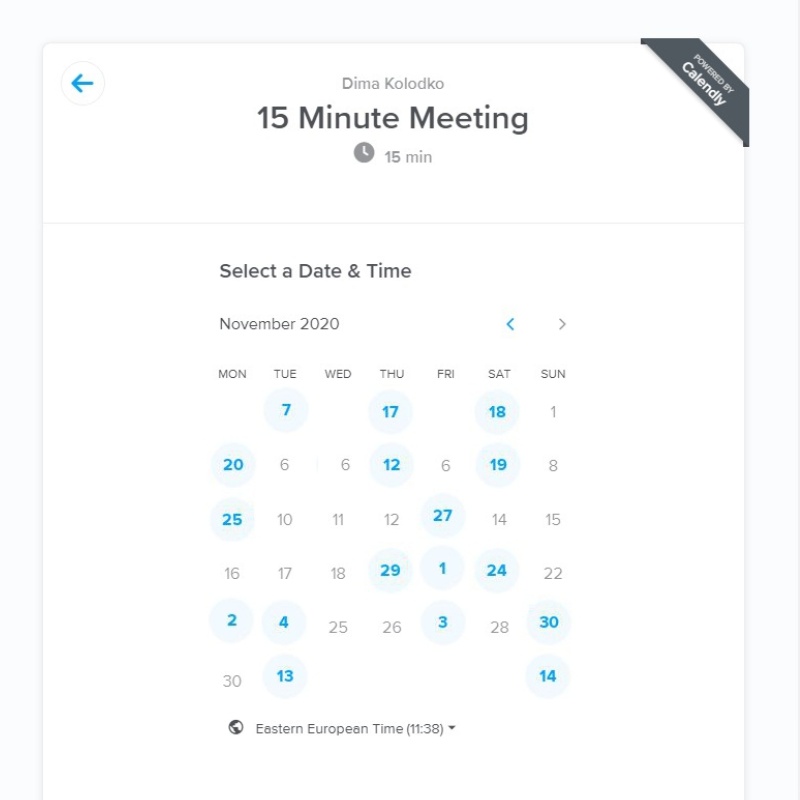 POWERED BY
Calendly
Dima Kolodko
15 Minute Meeting
15 min
Select a Date & Time
November 2020
MON TUE WED THU FRI SAT SUN
7 17 18 1
20 6 6 12 6 19 8
25 10 11 12 27 14 15
16 17 18 29 1 24 22
2 4 25 26 3 28 30
30 13 14
Eastern European Time (11:38)